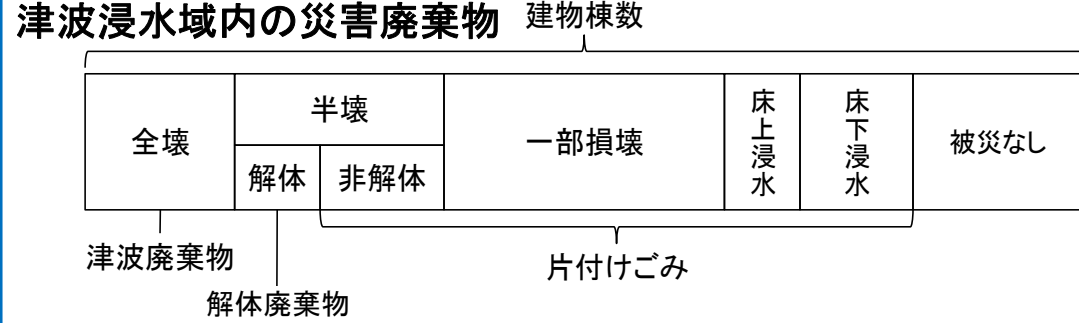 津波浸水域内の災害廃棄物
建物棟数
全壊
半壊
解体
非解体
一部損壊
床上浸水
床下浸水
被災なし
津波廃棄物
解体廃棄物
片付けごみ